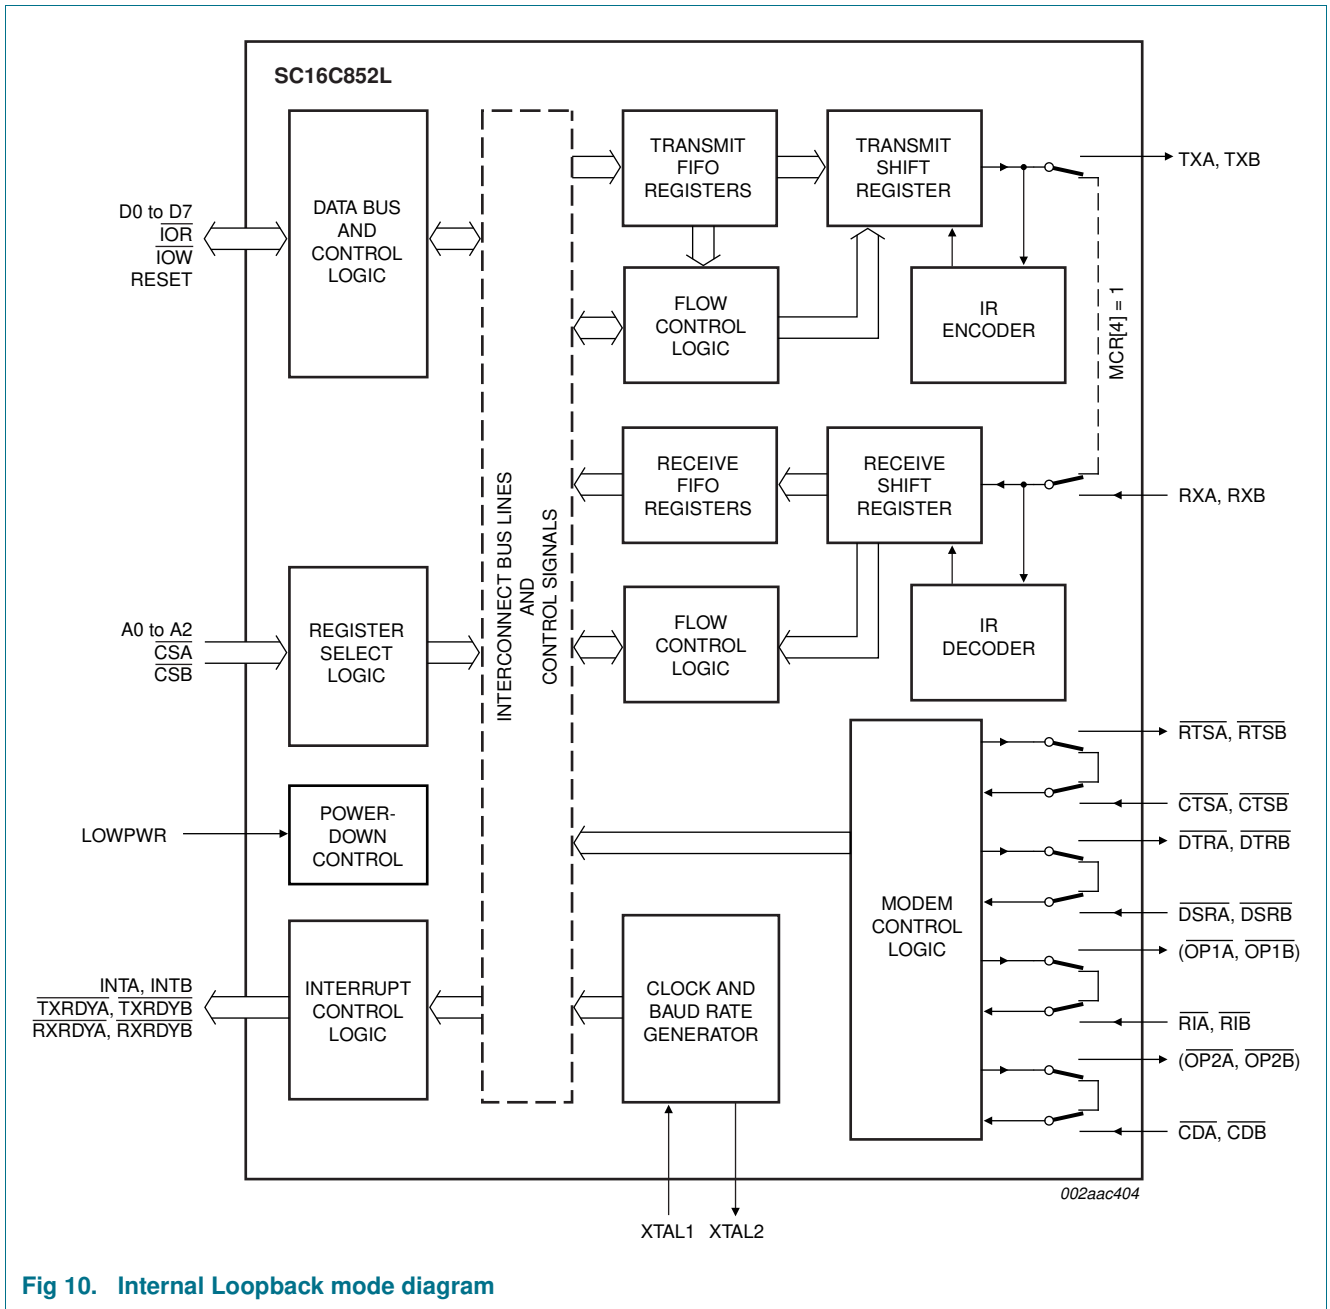 SC16C852L
D0 to D7
IOR
IOW
RESET
DATA BUS
AND
CONTROL
LOGIC
TRANSMIT
FIFO
REGISTERS
TRANSMIT
SHIFT
REGISTER
TXA, TXB
FLOW
CONTROL
LOGIC
IR
ENCODER
MCR[4] = 1
INTERCONNECT BUS LINES
AND
CONTROL SIGNALS
RECEIVE
FIFO
REGISTERS
RECEIVE
SHIFT
REGISTER
RXA, RXB
A0 to A2
CSA
CSB
REGISTER
SELECT
LOGIC
FLOW
CONTROL
LOGIC
IR
DECODER
LOWPWR
POWER-
DOWN
CONTROL
MODEM
CONTROL
LOGIC
RTSA, RTSB
CTSA, CTSB
DTRA, DTRB
DSRA, DSRB
(OP1A, OP1B)
RIA, RIB
(OP2A, OP2B)
CDA, CDB
INTA, INTB
TXRDYA, TXRDYB
RXRDYA, RXRDYB
INTERRUPT
CONTROL
LOGIC
CLOCK AND
BAUD RATE
GENERATOR
XTAL1 XTAL2
002aac404
Fig 10. Internal Loopback mode diagram